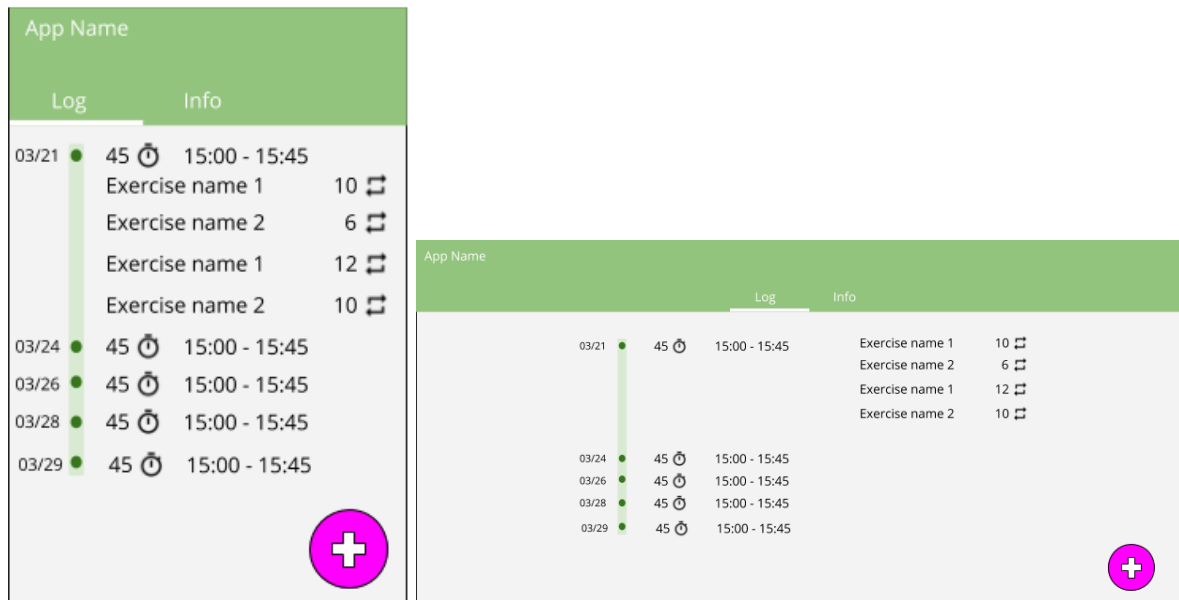 App Name
Log Info
03/21 45 15:00 - 15:45
Exercise name 1 10
Exercise name 2 6
Exercise name 1 12
Exercise name 2 10
03/24 45 15:00 - 15:45
03/26 45 15:00 - 15:45
03/28 45 15:00 - 15:45
03/29 45 15:00 - 15:45
App Name
Log Info
03/21 45 15:00 - 15:45 Exercise name 1 10
Exercise name 2 6
Exercise name 1 12
Exercise name 2 10
03/24 45 15:00 - 15:45
03/26 45 15:00 - 15:45
03/28 45 15:00 - 15:45
03/29 45 15:00 - 15:45